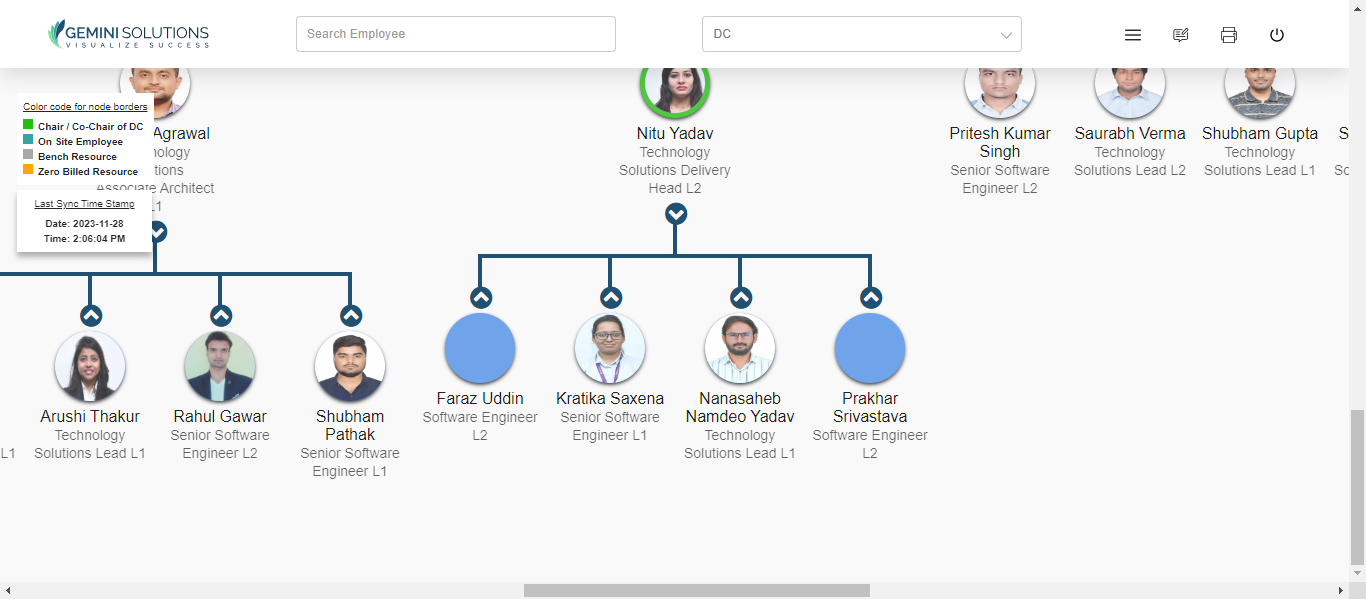 GEMINI SOLUTIONS
VISUALIZE SUCCESS
Search Employee
DC
Color code for node borders
Chair / Co-Chair of DC
On Site Employee
Bench Resource
Zero Billed Resource
Last Sync Time Stamp
Date: 2023-11-28
Time: 2:06:04 PM
Agrawal
nology
tions
Associate Architect
L1
Nitu Yadav
Technology
Solutions Delivery
Head L2
Pritesh Kumar
Singh
Senior Software
Engineer L2
Saurabh Verma
Technology
Solutions Lead L2
Shubham Gupta
Technology
Solutions Lead L1
S
Sc
L1
Arushi Thakur
Technology
Solutions Lead L1
Rahul Gawar
Senior Software
Engineer L2
Shubham
Pathak
Senior Software
Engineer L1
Faraz Uddin
Software Engineer
L2
Kratika Saxena
Senior Software
Engineer L1
Nanasaheb
Namdeo Yadav
Technology
Solutions Lead L1
Prakhar
Srivastava
Software Engineer
L2